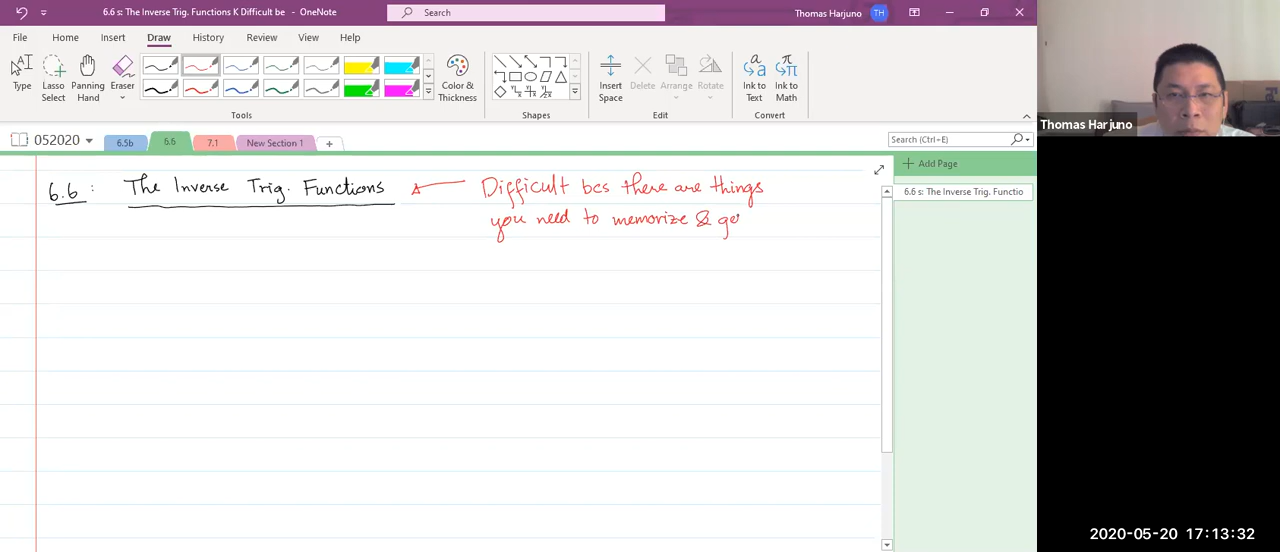 6.6 s: The Inverse Trig. Functions K Difficult be — OneNote
Search
Thomas Harjuno
TH
File Home Insert Draw History Review View Help
Type
Lasso Select
Panning Hand
Eraser
Color & Thickness
Insert Space
Delete
Arrange
Rotate
Ink to Text
Ink to Math
Tools
Shapes
Edit
Convert
Thomas Harjuno
052020
6.5b
6.6
7.1
New Section 1
Search (Ctrl+E)
Add Page
6.6 s: The Inverse Trig. Functio
6.6 : The Inverse Trig. Functions
Difficult bcs there are things
you need to memorize & ge
2020-05-20 17:13:32